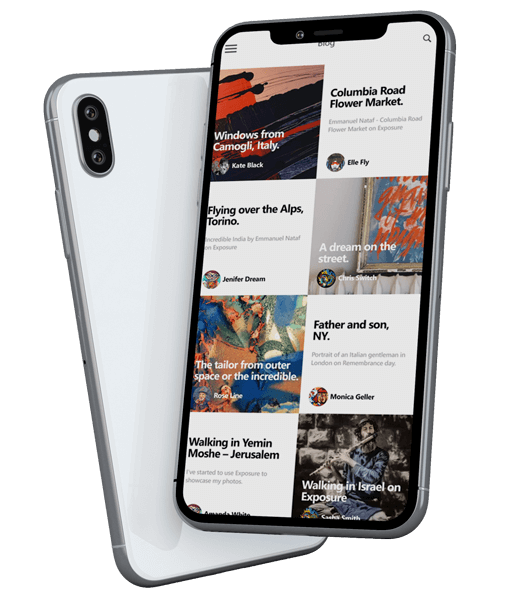 Blog
Windows from
Camogli, Italy.
Kate Black
Columbia Road
Flower Market.
Emmanuel Nataf - Columbia Road
Flower Market on Exposure
Elle Fly
Flying over the Alps,
Torino.
Incredible India by Emmanuel Nataf
on Exposure
Jenifer Dream
A dream on the
street.
Chris Switch
The tailor from outer
space or the incredible.
Rose Line
Father and son,
NY.
Portrait of an Italian gentleman in
London on Remembrance day.
Monica Geller
Walking in Yemin
Moshe – Jerusalem
I've started to use Exposure to
showcase my photos.
Amanda White
Walking in Israel on
Exposure
Sasha Smith